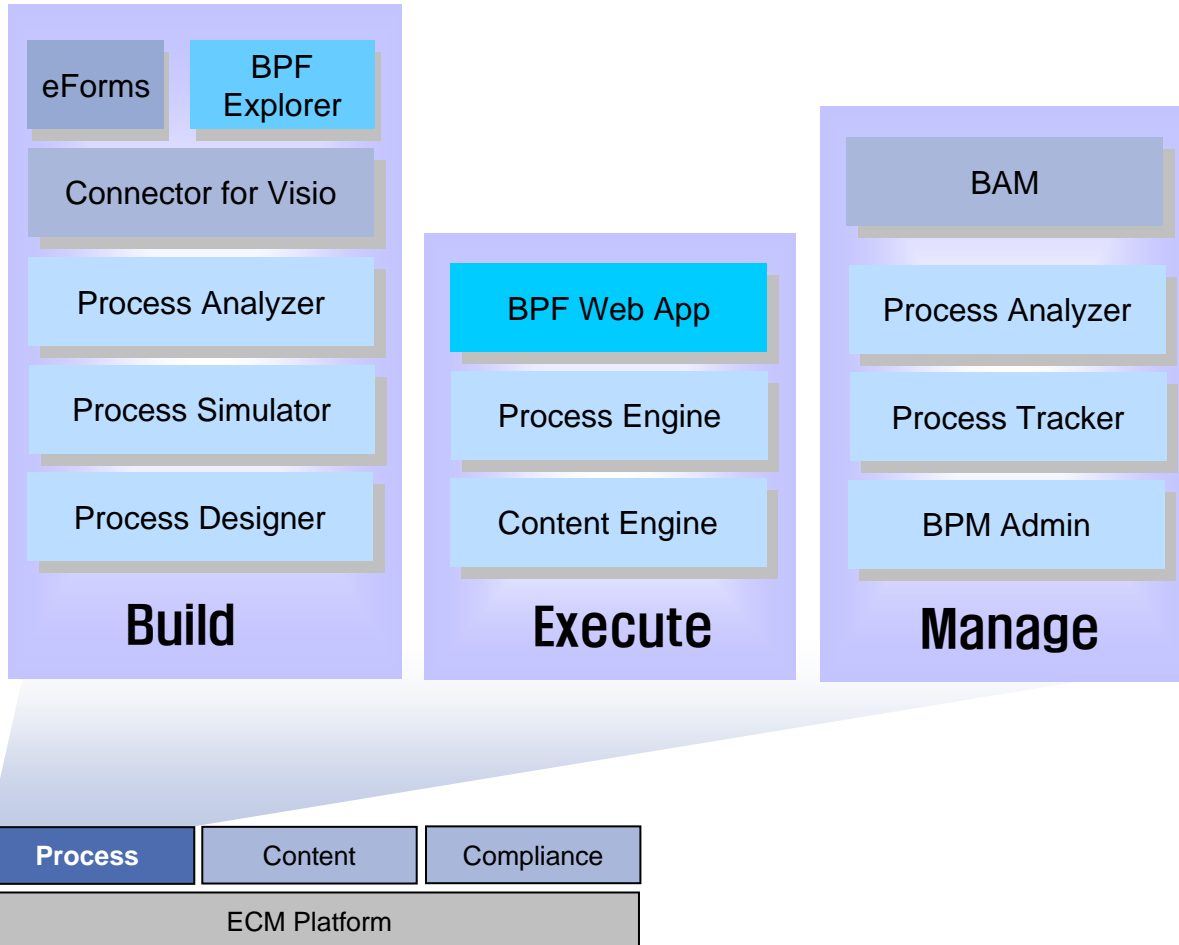 eForms
BPF
Explorer
Connector for Visio
Process Analyzer
Process Simulator
Process Designer
Build
BPF Web App
Process Engine
Content Engine
Execute
BAM
Process Analyzer
Process Tracker
BPM Admin
Manage
Process
Content
Compliance
ECM Platform